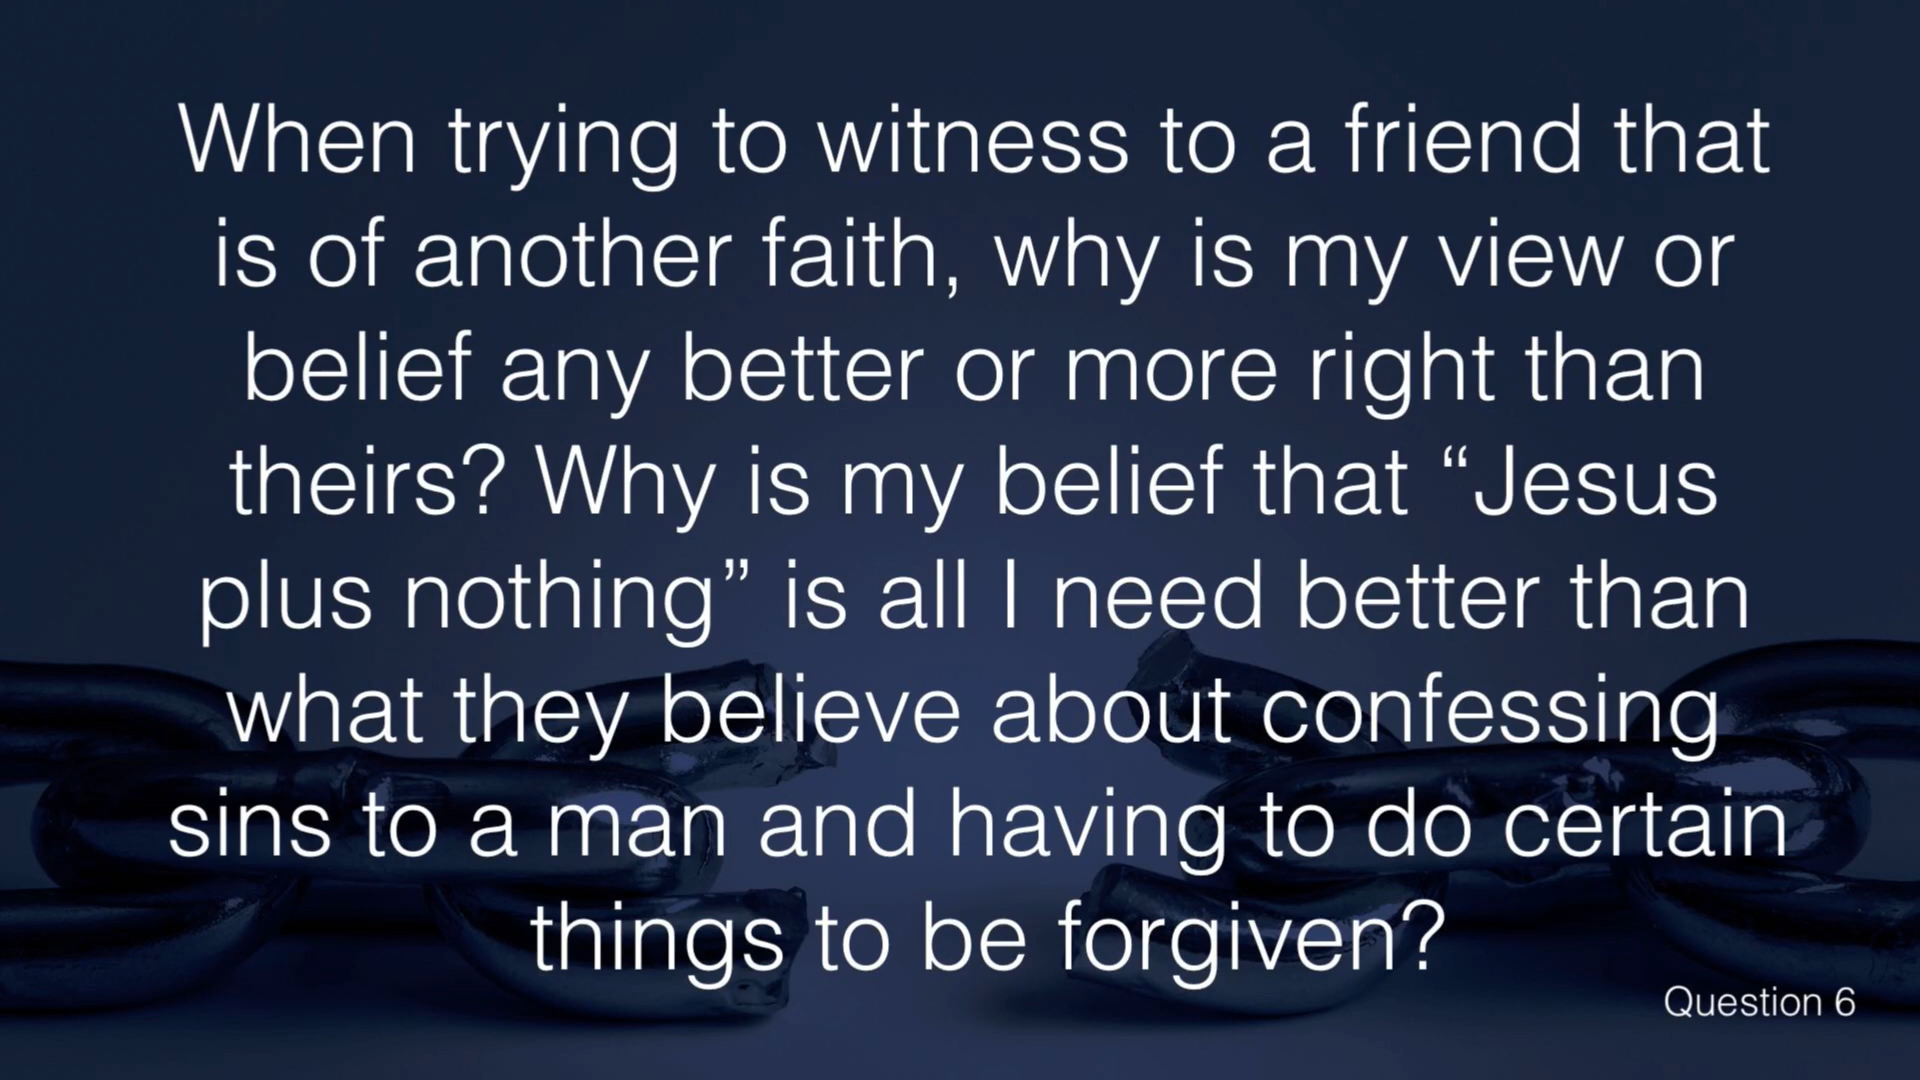 When trying to witness to a friend that
is of another faith, why is my view or
belief any better or more right than
theirs? Why is my belief that “Jesus
plus nothing” is all I need better than
what they believe about confessing
sins to a man and having to do certain
things to be forgiven?
Question 6